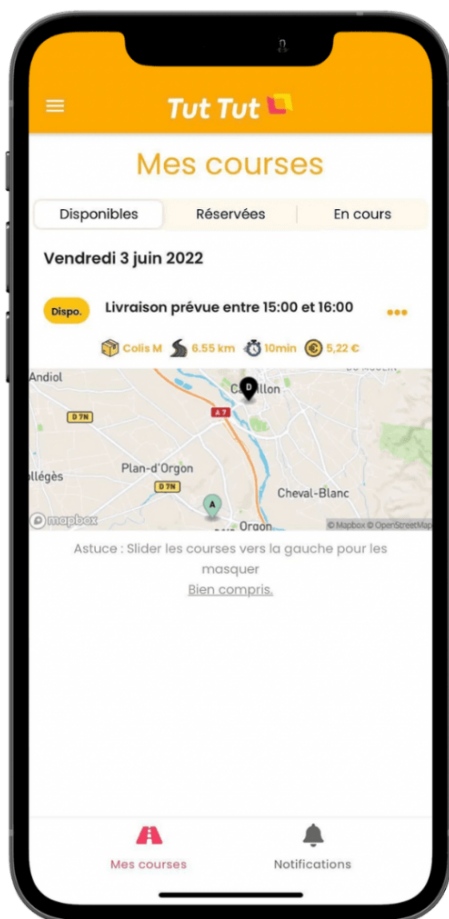 Tut Tut
Mes courses
Disponibles Réservées En cours
Vendredi 3 juin 2022
Dispo. Livraison prévue entre 15:00 et 16:00
Colis M 6.55 km 10min 5,22 €
Andiol
D 7N
A 7
D
Plan-d'Orgon
D 7N
A
Cheval-Blanc
Orgon
mapbox © Mapbox © OpenStreetMap
Astuce : Slider les courses vers la gauche pour les
masquer
Bien compris.
Mes courses Notifications